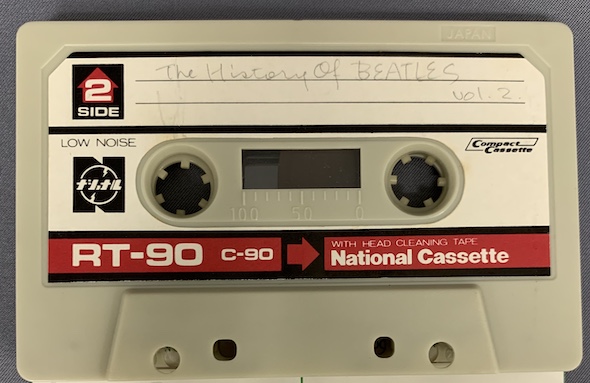 JAPAN
The History Of BEATLES
vol. 2.
2
SIDE
LOW NOISE
Compact
Cassette
ナショナル
100 50 0
RT-90 C-90
WITH HEAD CLEANING TAPE
National Cassette